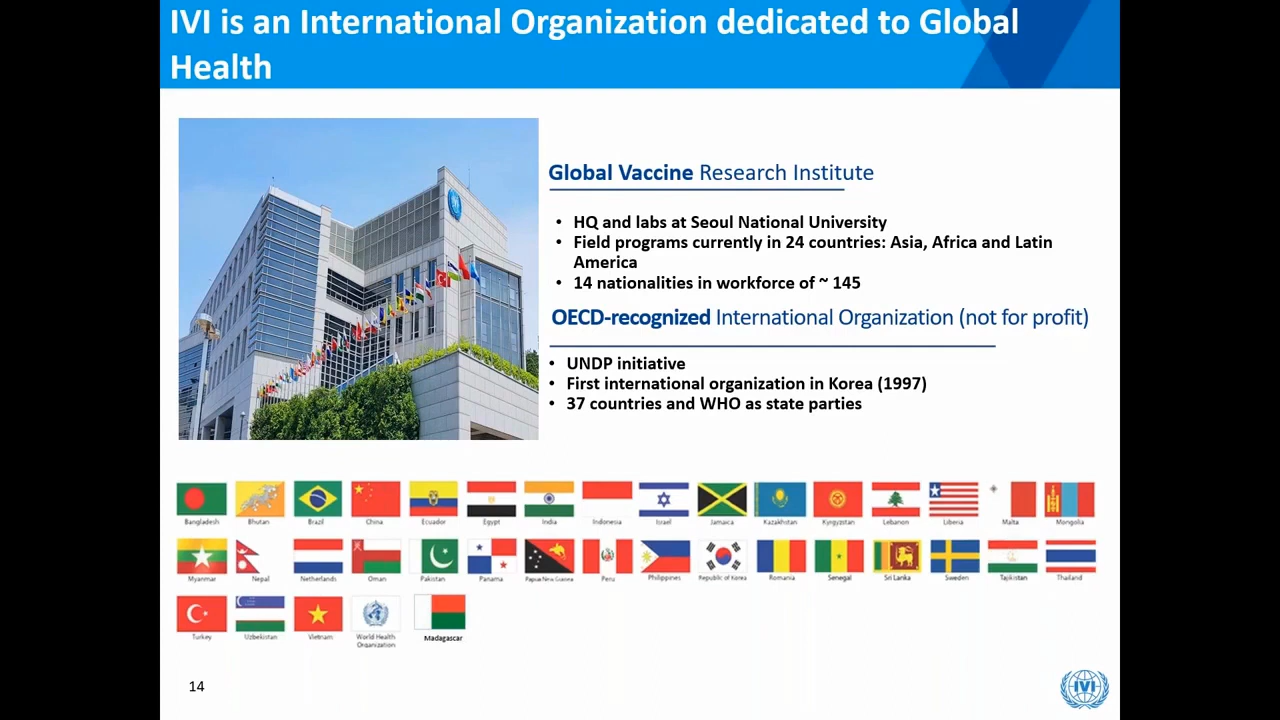 IVI is an International Organization dedicated to Global
Health
Global Vaccine Research Institute
• HQ and labs at Seoul National University
• Field programs currently in 24 countries: Asia, Africa and Latin
America
• 14 nationalities in workforce of ~ 145
OECD-recognized International Organization (not for profit)
• UNDP initiative
• First international organization in Korea (1997)
• 37 countries and WHO as state parties
Bangladesh Bhutan Brazil China Ecuador Egypt India Indonesia Israel Jamaica Kazakhstan Kyrgyzstan Lebanon Liberia Malta Mongolia
Myanmar Nepal Netherlands Oman Pakistan Panama Papua New Guinea Peru Philippines Republic of Korea Romania Senegal Sri Lanka Sweden Tajikistan Thailand
Turkey Uzbekistan Vietnam World Health Madagascar
Organization
14
IVI